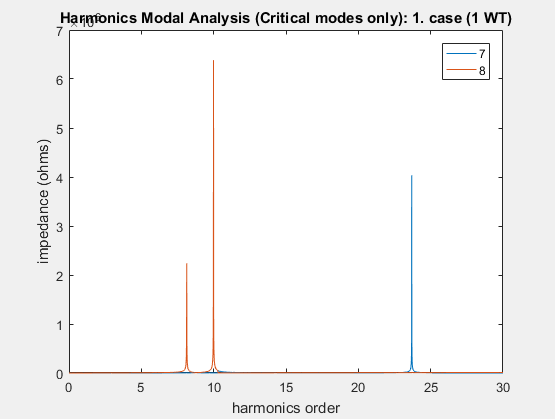 Harmonics Modal Analysis (Critical modes only): 1. case (1 WT)
7
8
7
6
5
4
3
2
1
0
impedance (ohms)
0 5 10 15 20 25 30
harmonics order